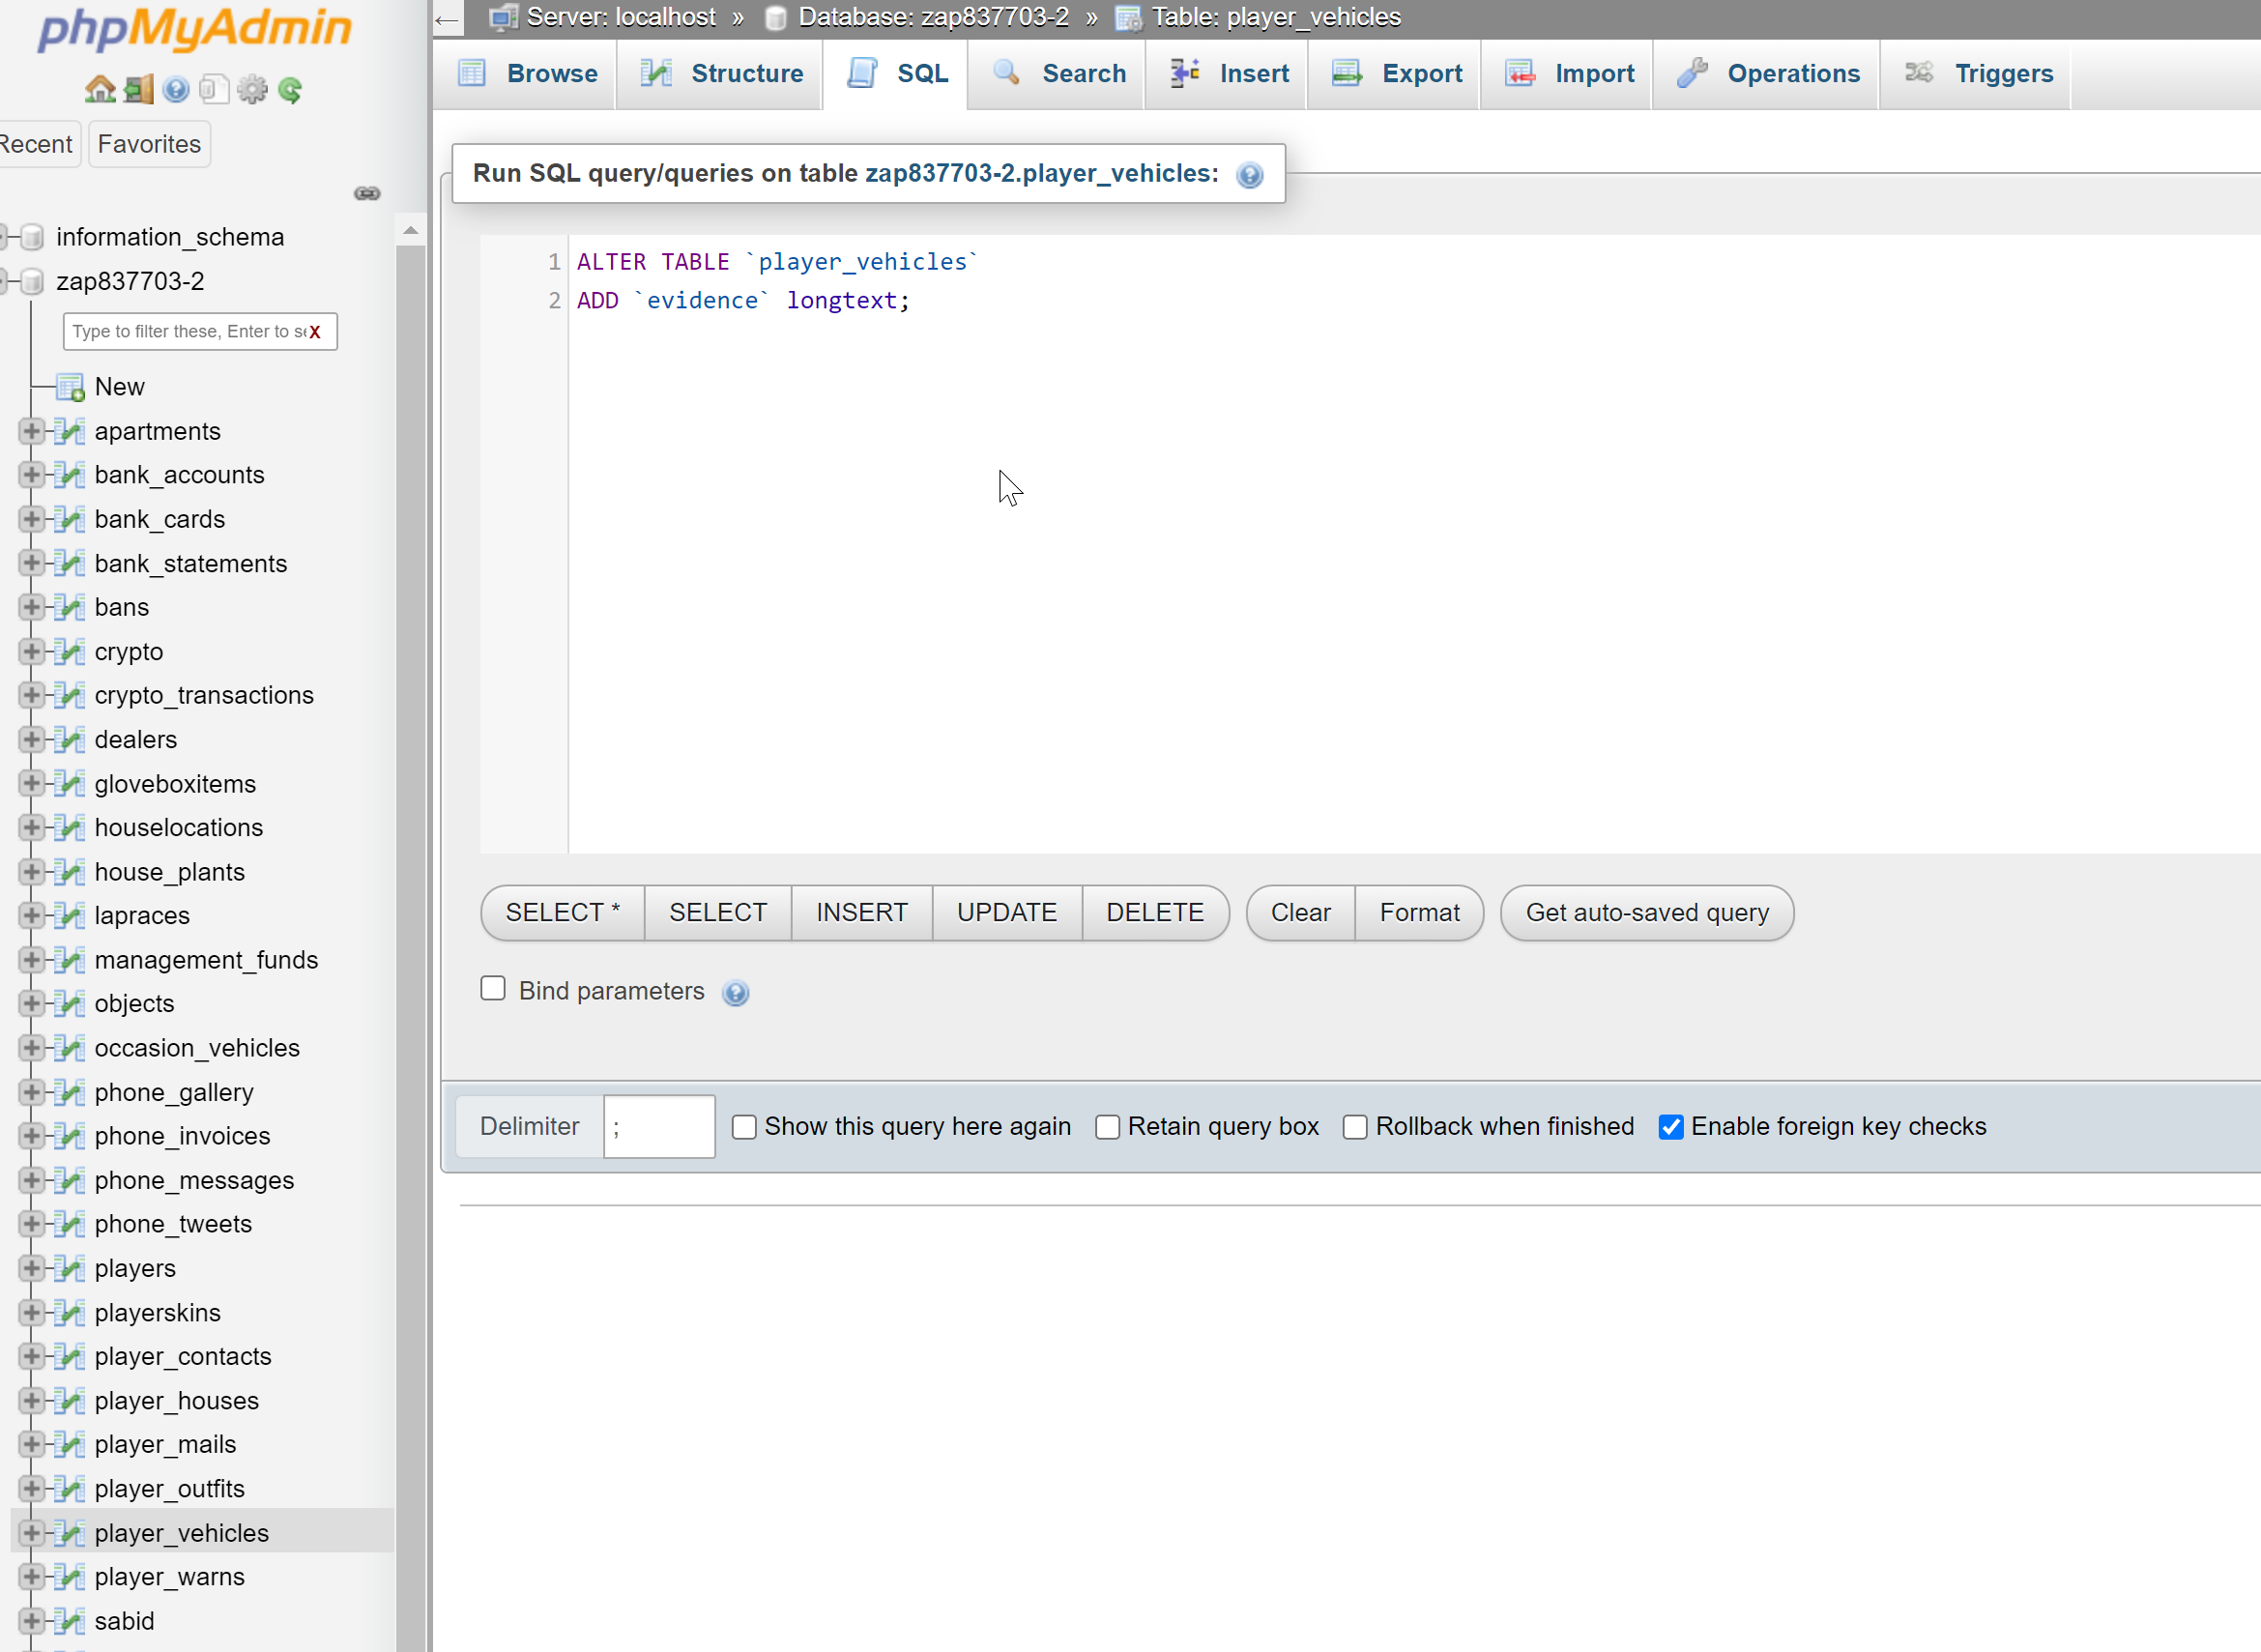 phpMyAdmin
Recent Favorites
information_schema
zap837703-2
Type to filter these, Enter to se X
New
apartments
bank_accounts
bank_cards
bank_statements
bans
crypto
crypto_transactions
dealers
gloveboxitems
houselocations
house_plants
lapraces
management_funds
objects
occasion_vehicles
phone_gallery
phone_invoices
phone_messages
phone_tweets
players
playerskins
player_contacts
player_houses
player_mails
player_outfits
player_vehicles
player_warns
sabid
Server: localhost » Database: zap837703-2 » Table: player_vehicles
Browse Structure SQL Search Insert Export Import Operations Triggers
Run SQL query/queries on table zap837703-2.player_vehicles:
1 ALTER TABLE `player_vehicles`
2 ADD `evidence` longtext;
SELECT * SELECT INSERT UPDATE DELETE Clear Format Get auto-saved query
Bind parameters
Delimiter ; Show this query here again Retain query box Rollback when finished Enable foreign key checks